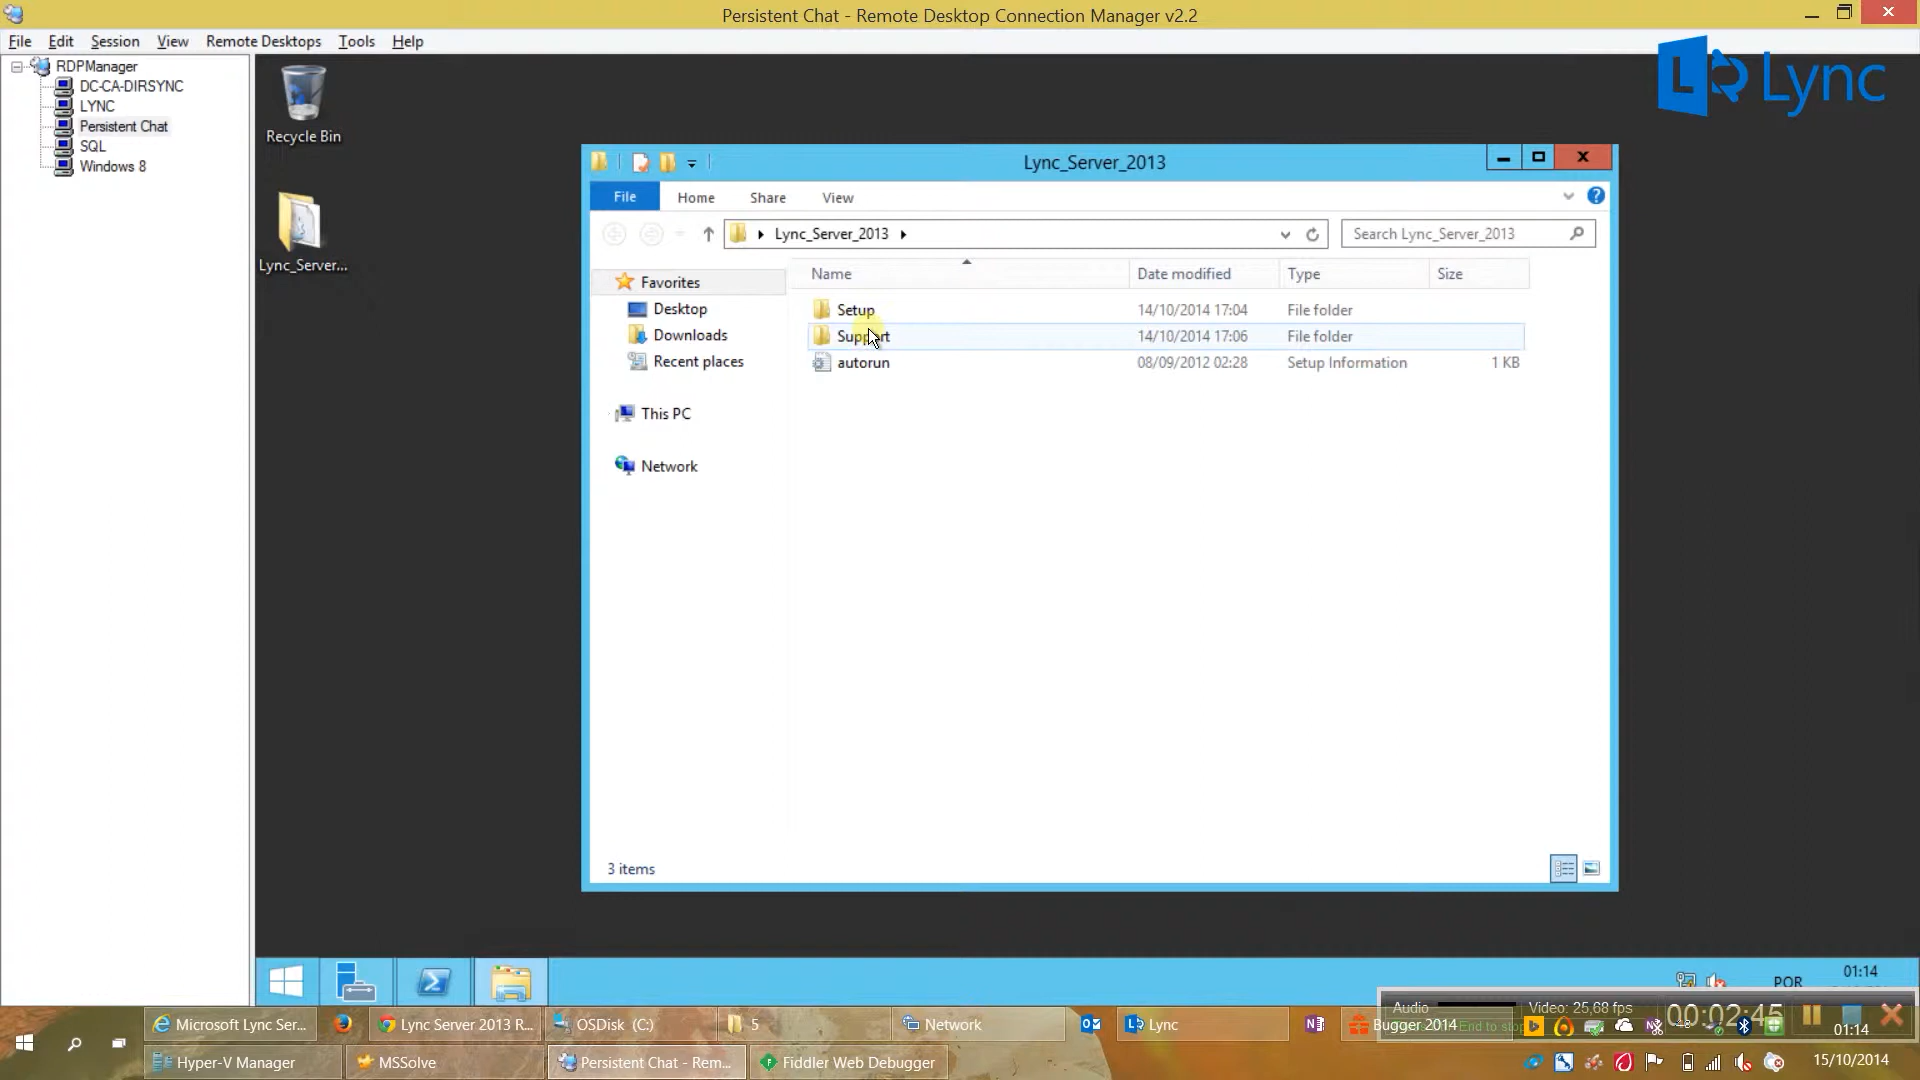 Persistent Chat - Remote Desktop Connection Manager v2.2
File Edit Session View Remote Desktops Tools Help
RDPManager
DC-CA-DIRSYNC
LYNC
Persistent Chat
SQL
Windows 8
Lync
Recycle Bin
Lync_Server...
Lync_Server_2013
File Home Share View
Lync_Server_2013
Search Lync_Server_2013
Name Date modified Type Size
Favorites
Desktop
Downloads
Recent places
This PC
Network
Setup 14/10/2014 17:04 File folder
Support 14/10/2014 17:06 File folder
autorun 08/09/2012 02:28 Setup Information 1 KB
3 items
POR
01:14
Audio
Video: 25,68 fps
00:02:45
Microsoft Lync Ser...
Lync Server 2013 R...
OSDisk (C:)
5
Network
Lync
Bugger 2014
End to stop
01:14
Hyper-V Manager
MSSolve
Persistent Chat - Rem...
Fiddler Web Debugger
15/10/2014